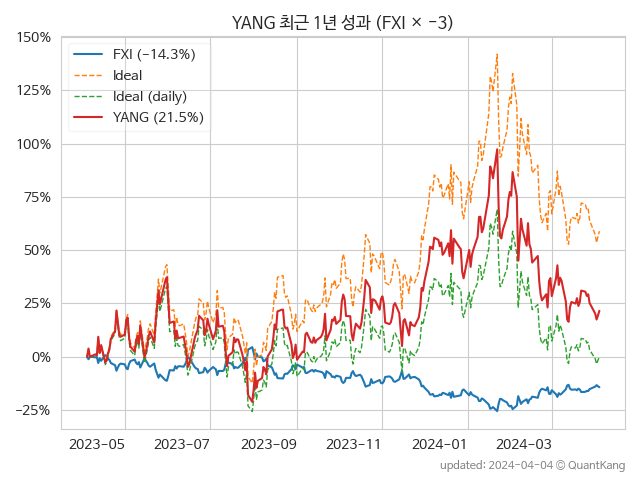 YANG 최근 1년 성과 (FXI × −3)
150%
125%
100%
75%
50%
25%
0%
−25%
FXI (−14.3%)
Ideal
Ideal (daily)
YANG (21.5%)
2023-05 2023-07 2023-09 2023-11 2024-01 2024-03
updated: 2024-04-04 © QuantKang